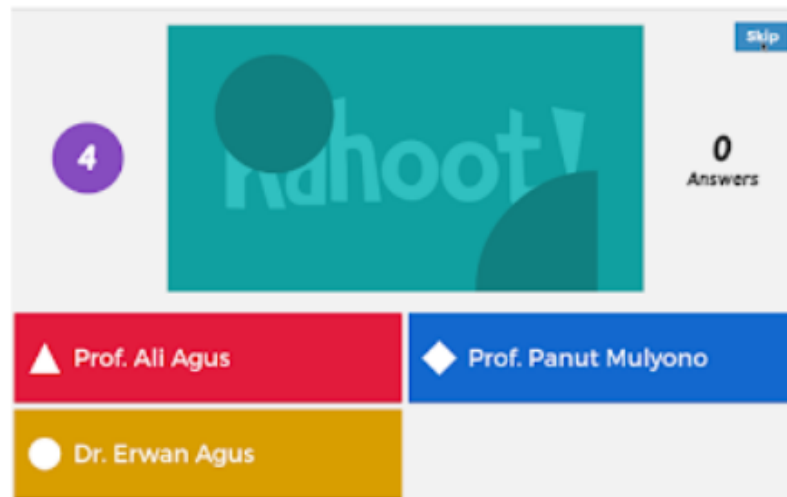 Skip
4
Kahoot!
0
Answers
Prof. Ali Agus
Prof. Panut Mulyono
Dr. Erwan Agus